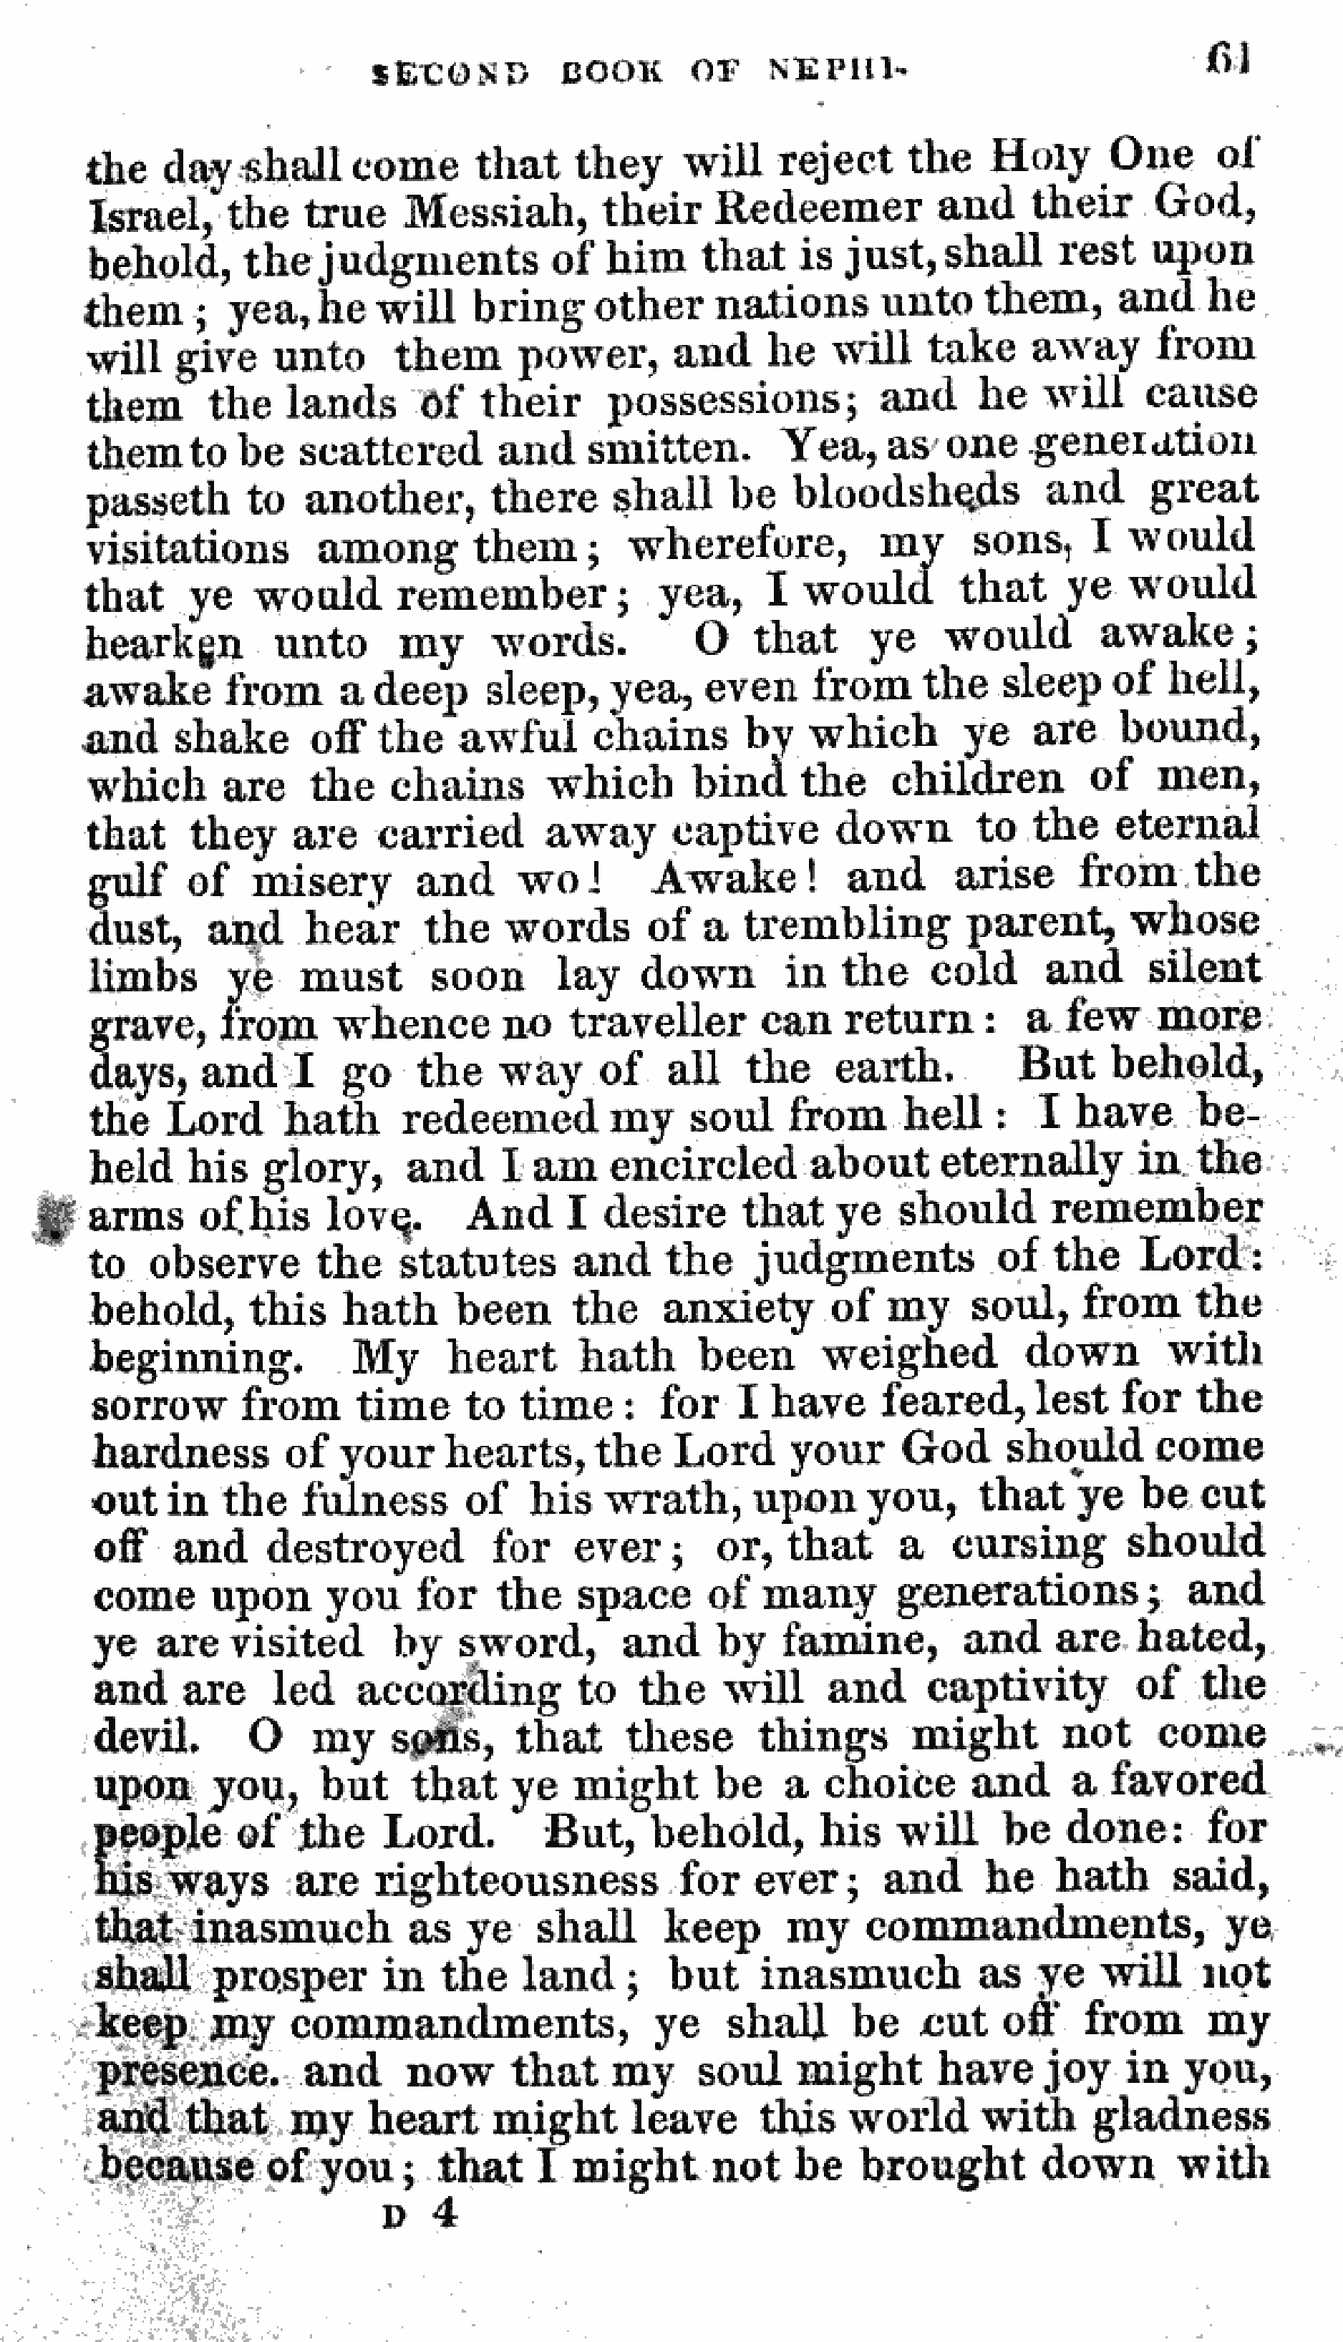 SECOND BOOK OF NEPHI. 61
the day shall come that they will reject the Holy One of
Israel, the true Messiah, their Redeemer and their God,
behold, the judgments of him that is just, shall rest upon
them ; yea, he will bring other nations unto them, and he
will give unto them power, and he will take away from
them the lands of their possessions; and he will cause
them to be scattered and smitten. Yea, as one generation
passeth to another, there shall be bloodsheds and great
visitations among them ; wherefore, my sons, I would
that ye would remember ; yea, I would that ye would
hearken unto my words. O that ye would awake ;
awake from a deep sleep, yea, even from the sleep of hell,
and shake off the awful chains by which ye are bound,
which are the chains which bind the children of men,
that they are carried away captive down to the eternal
gulf of misery and wo ! Awake ! and arise from the
dust, and hear the words of a trembling parent, whose
limbs ye must soon lay down in the cold and silent
grave, from whence no traveller can return : a few more
days, and I go the way of all the earth. But behold,
the Lord hath redeemed my soul from hell : I have be-
held his glory, and I am encircled about eternally in the
arms of his love. And I desire that ye should remember
to observe the statutes and the judgments of the Lord :
behold, this hath been the anxiety of my soul, from the
beginning. My heart hath been weighed down with
sorrow from time to time : for I have feared, lest for the
hardness of your hearts, the Lord your God should come
out in the fulness of his wrath, upon you, that ye be cut
off and destroyed for ever ; or, that a cursing should
come upon you for the space of many generations ; and
ye are visited by sword, and by famine, and are hated,
and are led according to the will and captivity of the
devil. O my sons, that these things might not come
upon you, but that ye might be a choice and a favored
people of the Lord. But, behold, his will be done: for
his ways are righteousness for ever ; and he hath said,
that inasmuch as ye shall keep my commandments, ye
shall prosper in the land ; but inasmuch as ye will not
keep my commandments, ye shall be cut off from my
presence. and now that my soul might have joy in you,
and that my heart might leave this world with gladness
because of you ; that I might not be brought down with
D 4